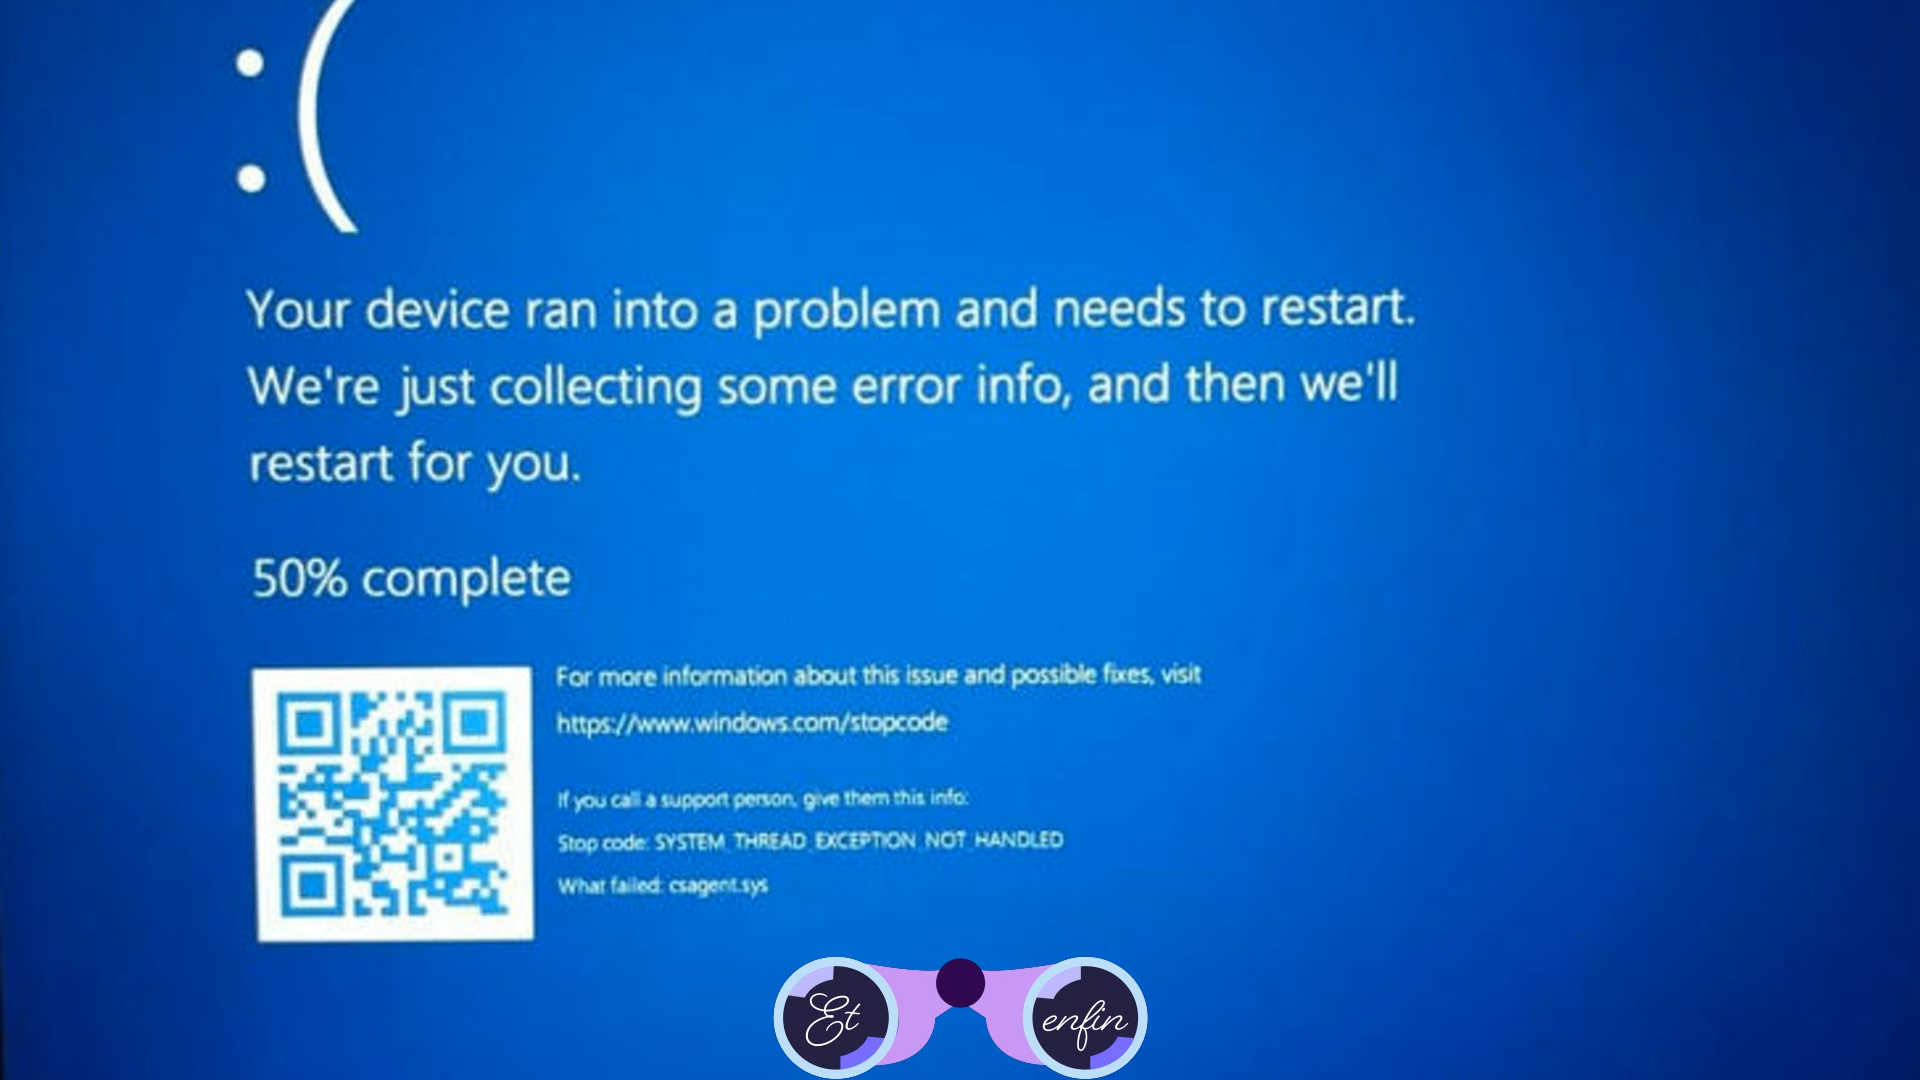 :(
Your device ran into a problem and needs to restart.
We're just collecting some error info, and then we'll
restart for you.
50% complete
For more information about this issue and possible fixes, visit
https://www.windows.com/stopcode
If you call a support person, give them this info:
Stop code: SYSTEM_THREAD_EXCEPTION_NOT_HANDLED
What failed: csagent.sys
Et enfin